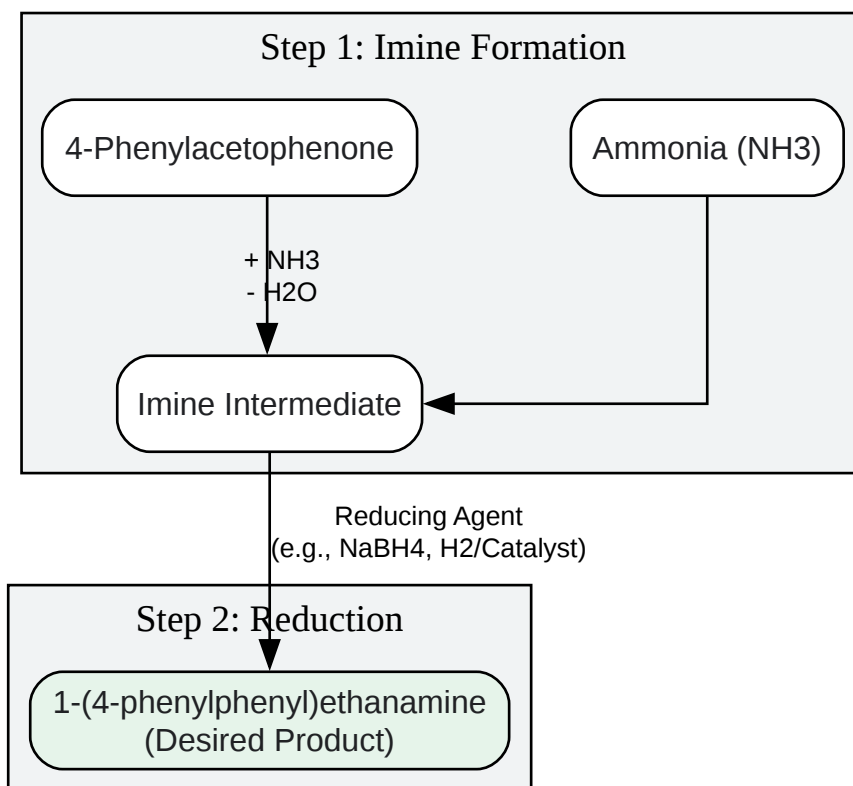 Step 1: Imine Formation
4-Phenylacetophenone
Ammonia (NH3)
+ NH3
- H2O
Imine Intermediate
Reducing Agent
(e.g., NaBH4, H2/Catalyst)
Step 2: Reduction
1-(4-phenylphenyl)ethanamine
(Desired Product)